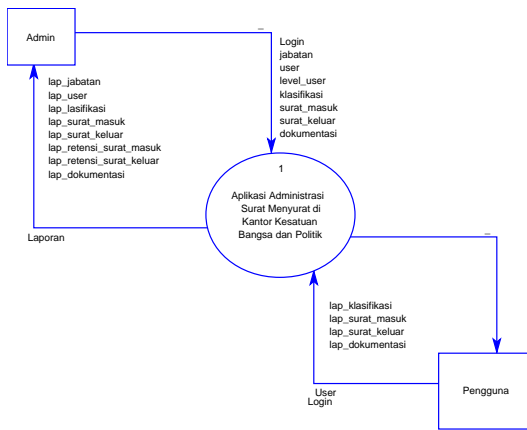 Admin
Login
jabatan
user
level_user
klasifikasi
surat_masuk
surat_keluar
dokumentasi
lap_jabatan
lap_user
lap_lasifikasi
lap_surat_masuk
lap_surat_keluar
lap_retensi_surat_masuk
lap_retensi_surat_keluar
lap_dokumentasi
1
Aplikasi Administrasi
Surat Menyurat di
Kantor Kesatuan
Bangsa dan Politik
Laporan
lap_klasifikasi
lap_surat_masuk
lap_surat_keluar
lap_dokumentasi
Pengguna
User
Login